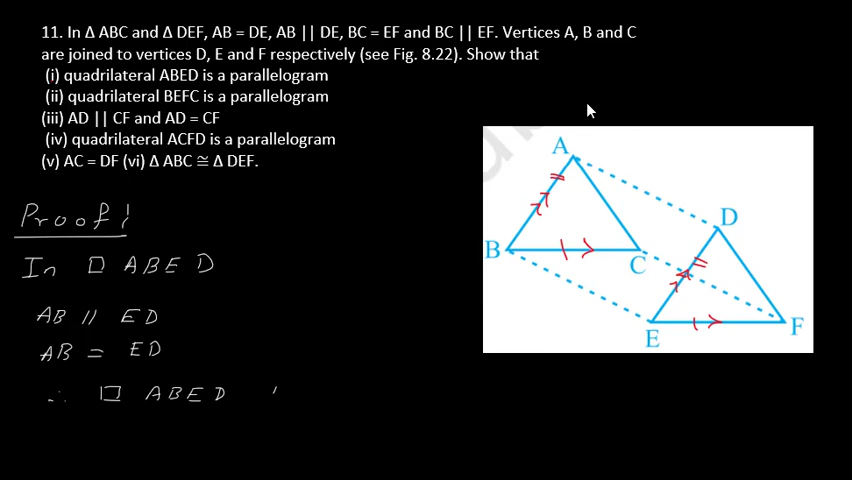 11. In Δ ABC and Δ DEF, AB = DE, AB || DE, BC = EF and BC || EF. Vertices A, B and C
are joined to vertices D, E and F respectively (see Fig. 8.22). Show that
(i) quadrilateral ABED is a parallelogram
(ii) quadrilateral BEFC is a parallelogram
(iii) AD || CF and AD = CF
(iv) quadrilateral ACFD is a parallelogram
(v) AC = DF (vi) Δ ABC ≅ Δ DEF.
Proof!
In □ ABED
AB // ED
AB = ED
∴ □ ABED
A
D
B
C
E
F